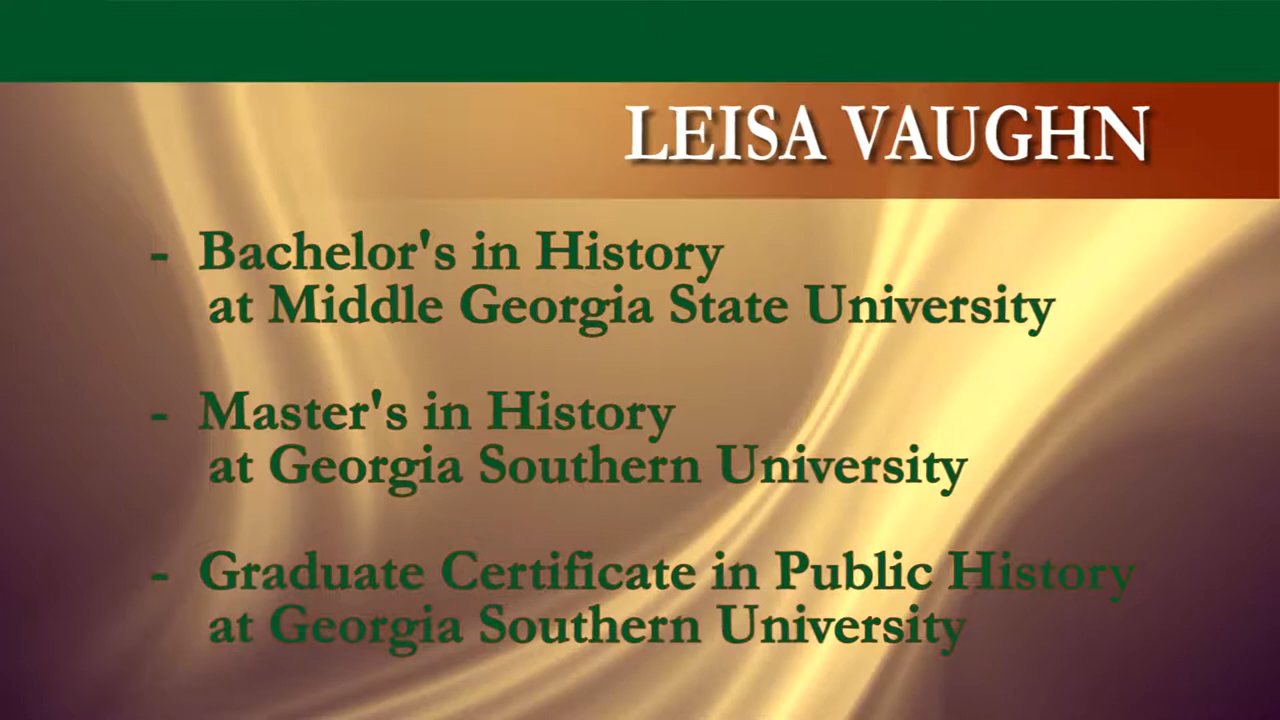 LEISA VAUGHN
- Bachelor's in History
at Middle Georgia State University
- Master's in History
at Georgia Southern University
- Graduate Certificate in Public History
at Georgia Southern University